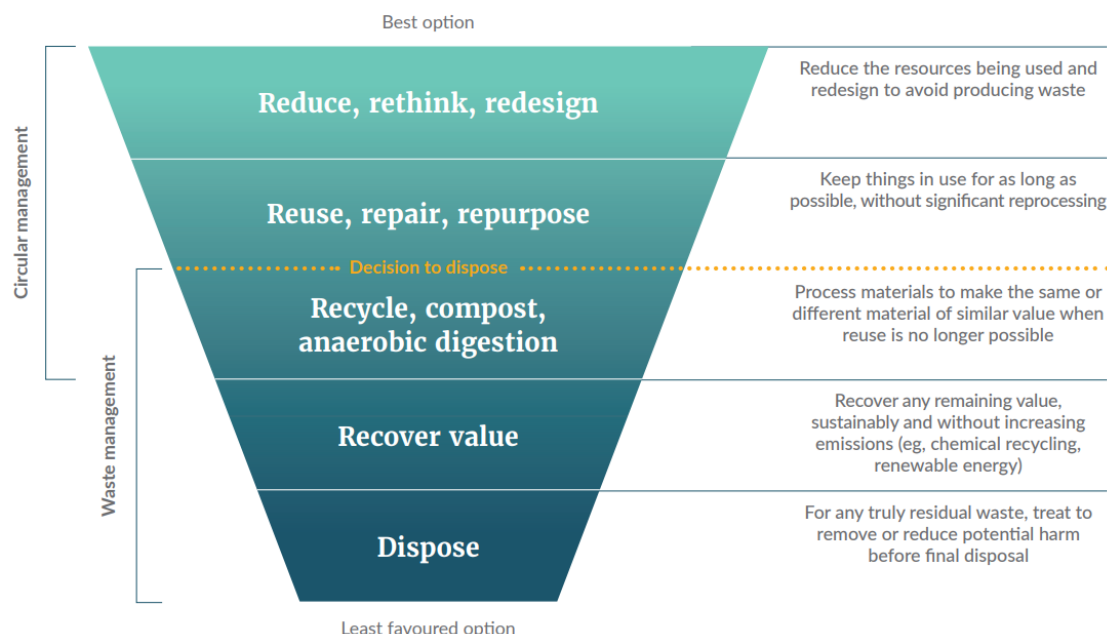 Best option
Circular management
Waste management
Reduce, rethink, redesign
Reduce the resources being used and
redesign to avoid producing waste
Reuse, repair, repurpose
Keep things in use for as long as
possible, without significant reprocessing
Decision to dispose
Recycle, compost,
anaerobic digestion
Process materials to make the same or
different material of similar value when
reuse is no longer possible
Recover value
Recover any remaining value,
sustainably and without increasing
emissions (eg, chemical recycling,
renewable energy)
Dispose
For any truly residual waste, treat to
remove or reduce potential harm
before final disposal
Least favoured option